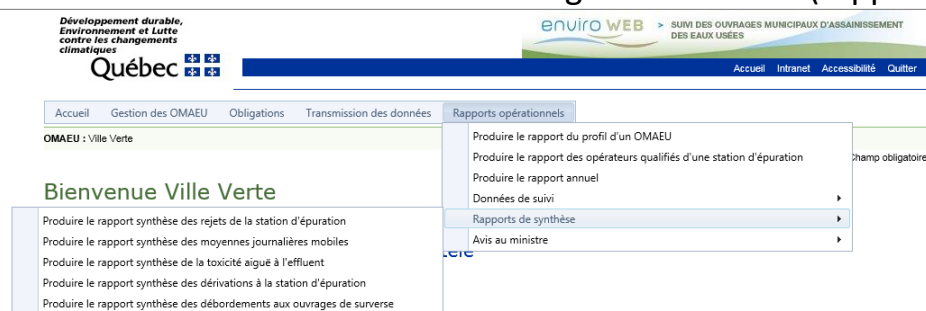 Développement durable,
Environnement et Lutte
contre les changements
climatiques
Québec
enviro WEB > SUIVI DES OUVRAGES MUNICIPAUX D'ASSAINISSEMENT
DES EAUX USÉES
Accueil Intranet Accessibilité Quitter
Accueil Gestion des OMAEU Obligations Transmission des données Rapports opérationnels
OMAEU : Ville Verte
Produire le rapport du profil d'un OMAEU
Produire le rapport des opérateurs qualifiés d'une station d'épuration
Champ obligatoire
Produire le rapport annuel
Bienvenue Ville Verte
Données de suivi
Rapports de synthèse
Avis au ministre
Produire le rapport synthèse des rejets de la station d'épuration
Produire le rapport synthèse des moyennes journalières mobiles
Produire le rapport synthèse de la toxicité aiguë à l'effluent
Produire le rapport synthèse des dérivations à la station d'épuration
Produire le rapport synthèse des débordements aux ouvrages de surverse